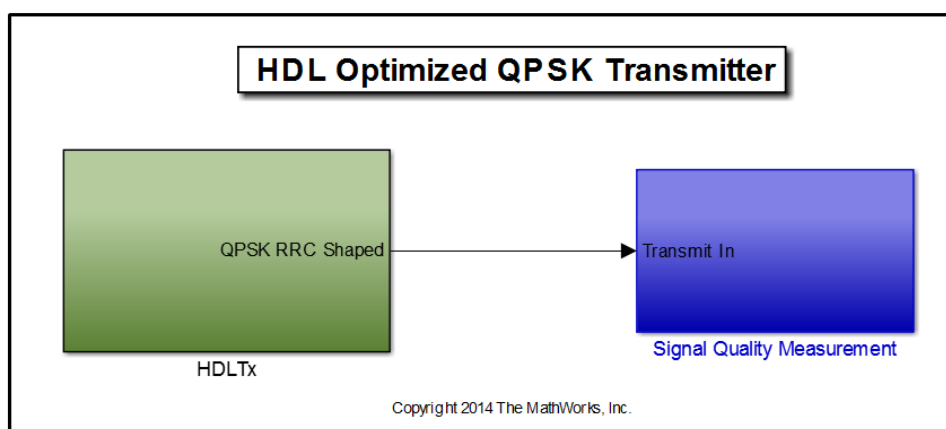 HDL Optimized QPSK Transmitter
QPSK RRC Shaped
Transmit In
HDLTx
Signal Quality Measurement
Copyright 2014 The MathWorks, Inc.